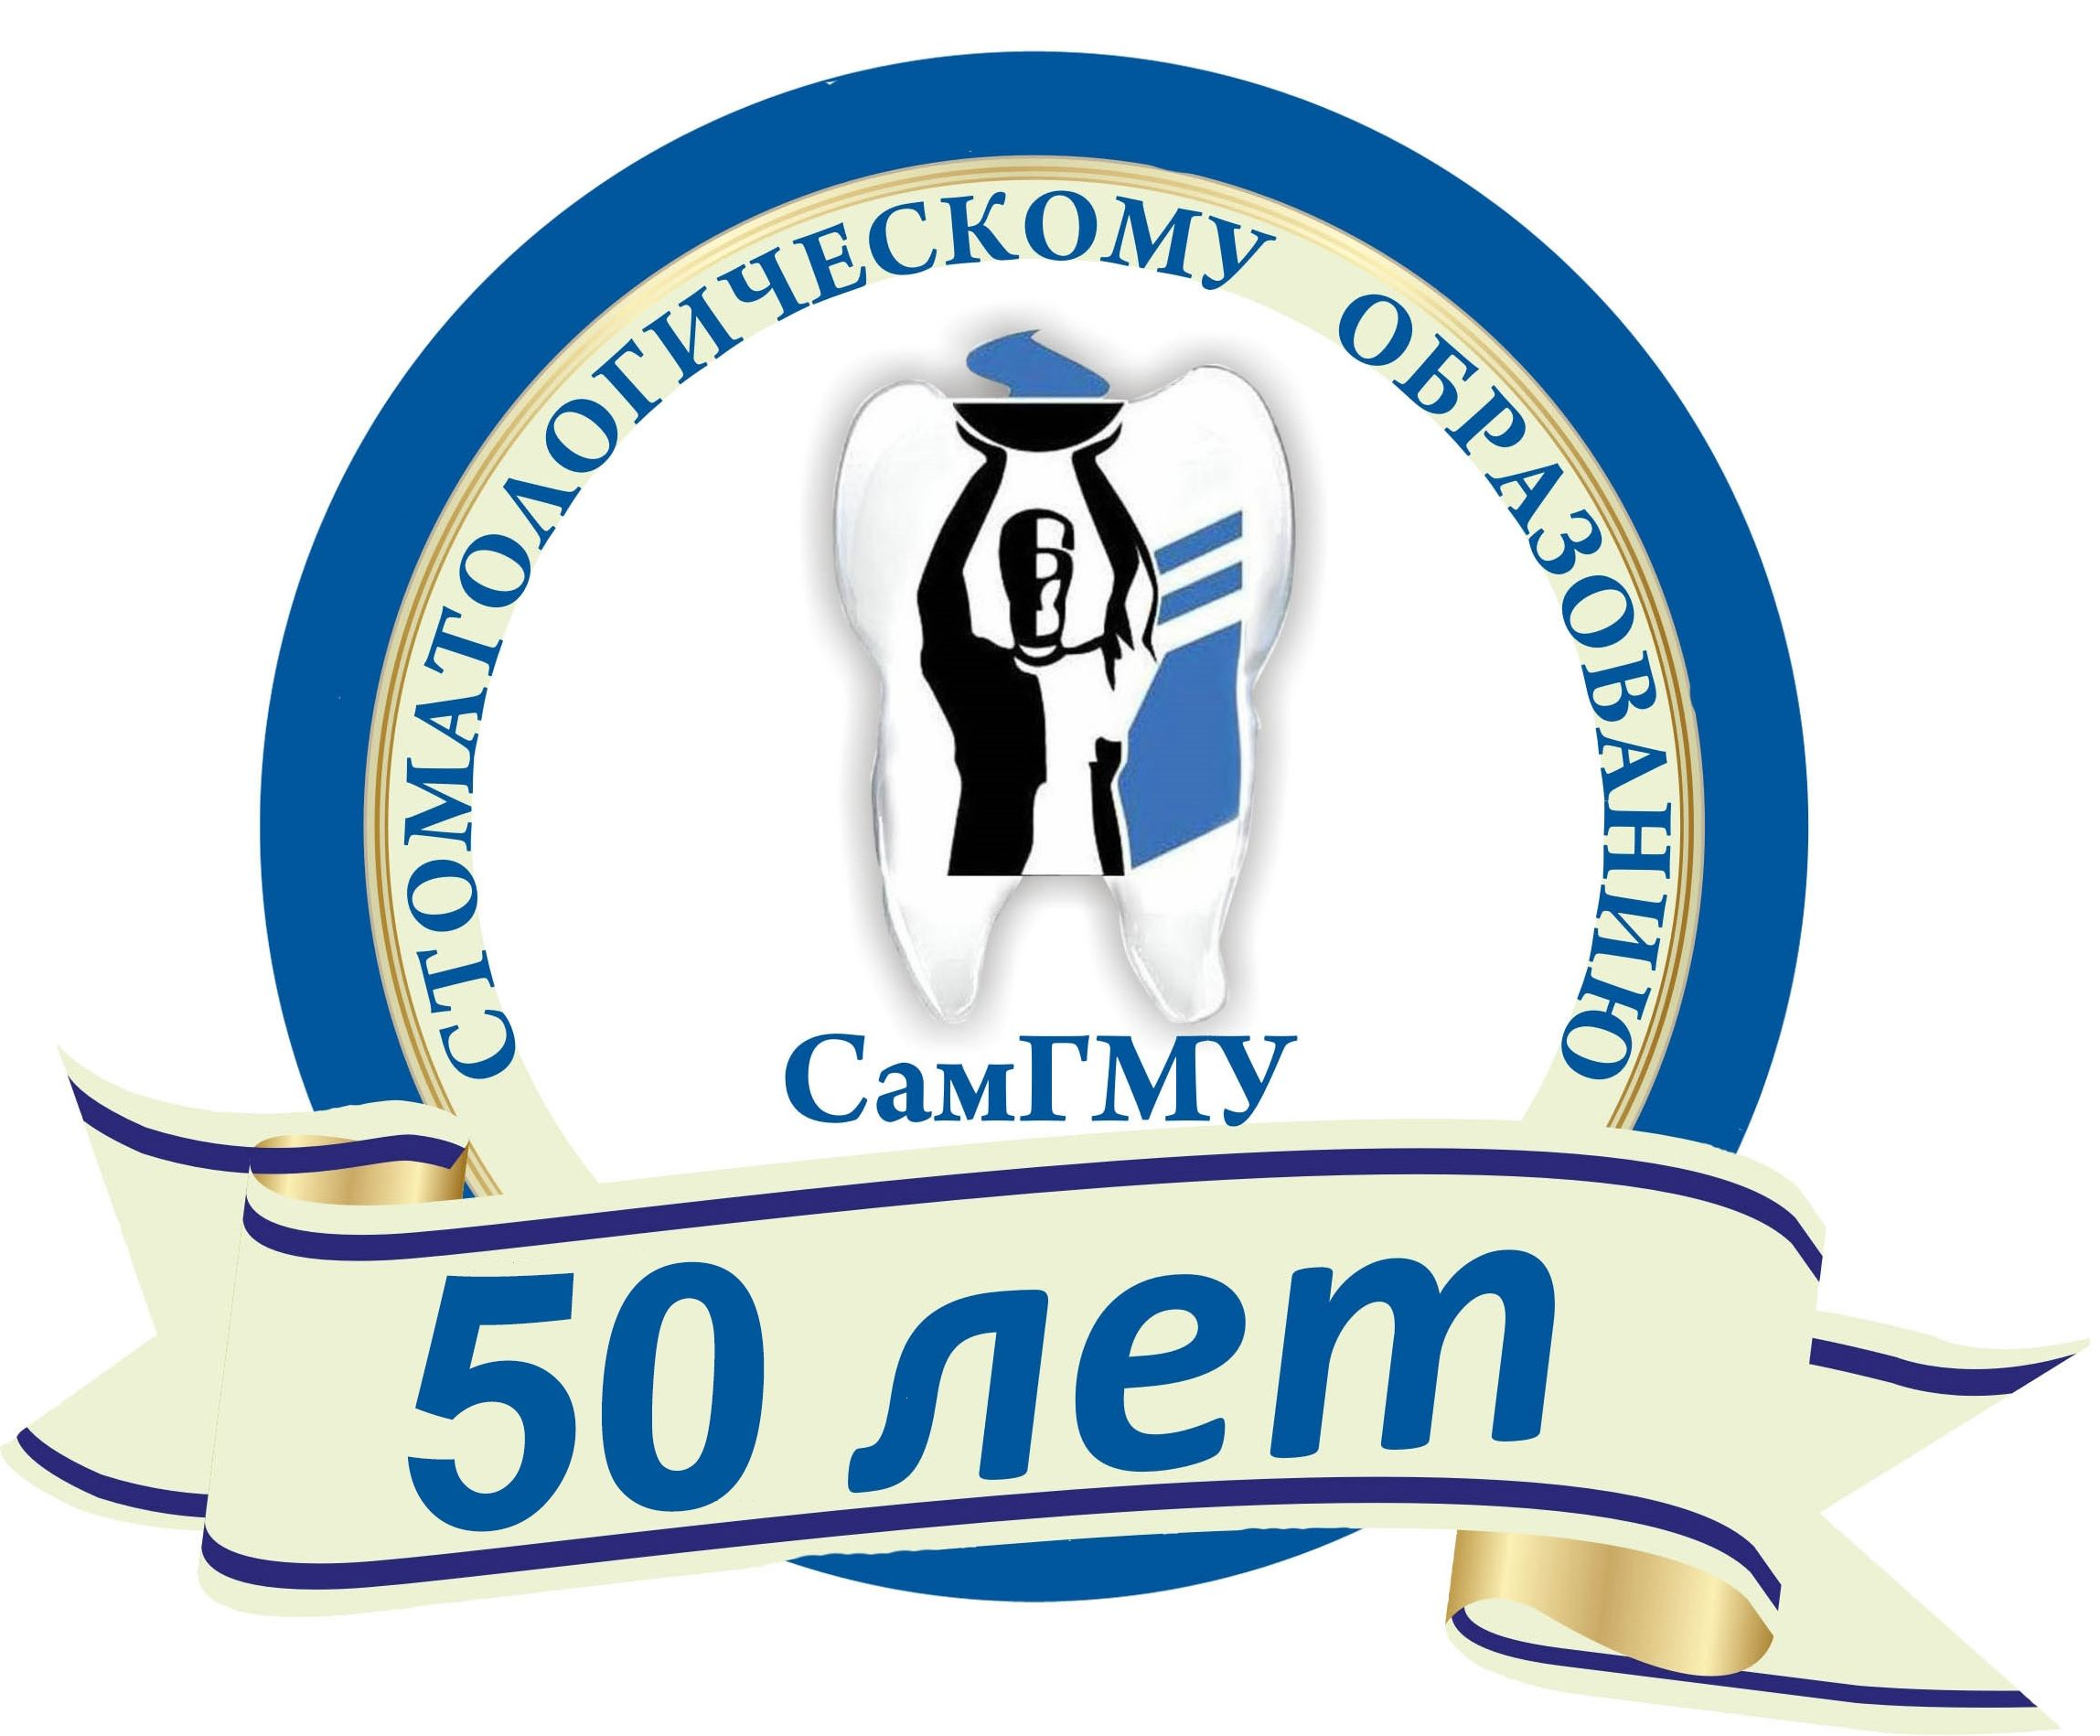 СТОМАТОЛОГИЧЕСКОМУ ОБРАЗОВАНИЮ
СамГМУ
50 лет